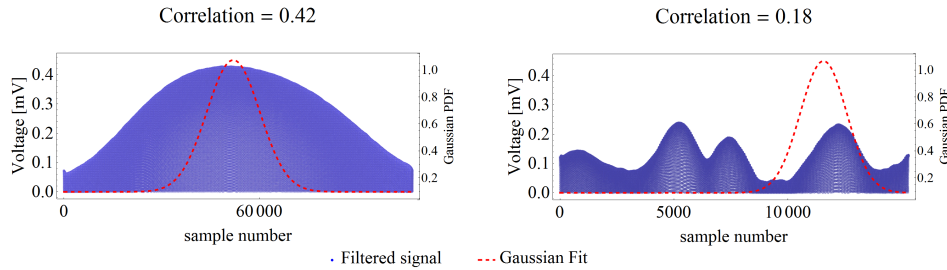 Correlation = 0.42
Voltage [mV]
0.4
0.3
0.2
0.1
0.0
0
60 000
sample number
1.0
0.8
0.6
0.4
0.2
Gaussian PDF
Correlation = 0.18
Voltage [mV]
0.4
0.3
0.2
0.1
0.0
0
5000
10 000
sample number
1.0
0.8
0.6
0.4
0.2
Gaussian PDF
Filtered signal
Gaussian Fit